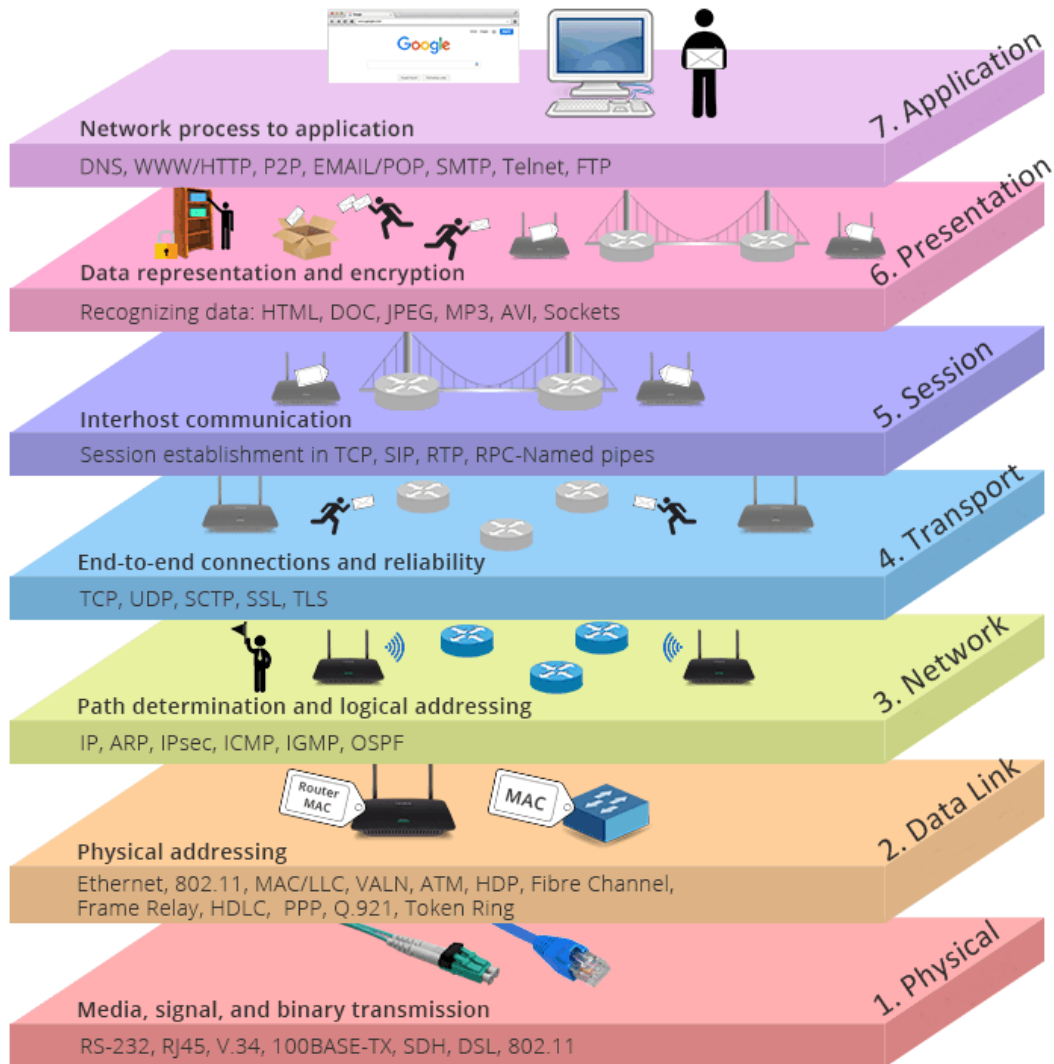 Google
7. Application
Network process to application
DNS, WWW/HTTP, P2P, EMAIL/POP, SMTP, Telnet, FTP
6. Presentation
Data representation and encryption
Recognizing data: HTML, DOC, JPEG, MP3, AVI, Sockets
5. Session
Interhost communication
Session establishment in TCP, SIP, RTP, RPC-Named pipes
4. Transport
End-to-end connections and reliability
TCP, UDP, SCTP, SSL, TLS
3. Network
Path determination and logical addressing
IP, ARP, IPsec, ICMP, IGMP, OSPF
Router
MAC
MAC
2. Data Link
Physical addressing
Ethernet, 802.11, MAC/LLC, VALN, ATM, HDP, Fibre Channel,
Frame Relay, HDLC, PPP, Q.921, Token Ring
1. Physical
Media, signal, and binary transmission
RS-232, RJ45, V.34, 100BASE-TX, SDH, DSL, 802.11